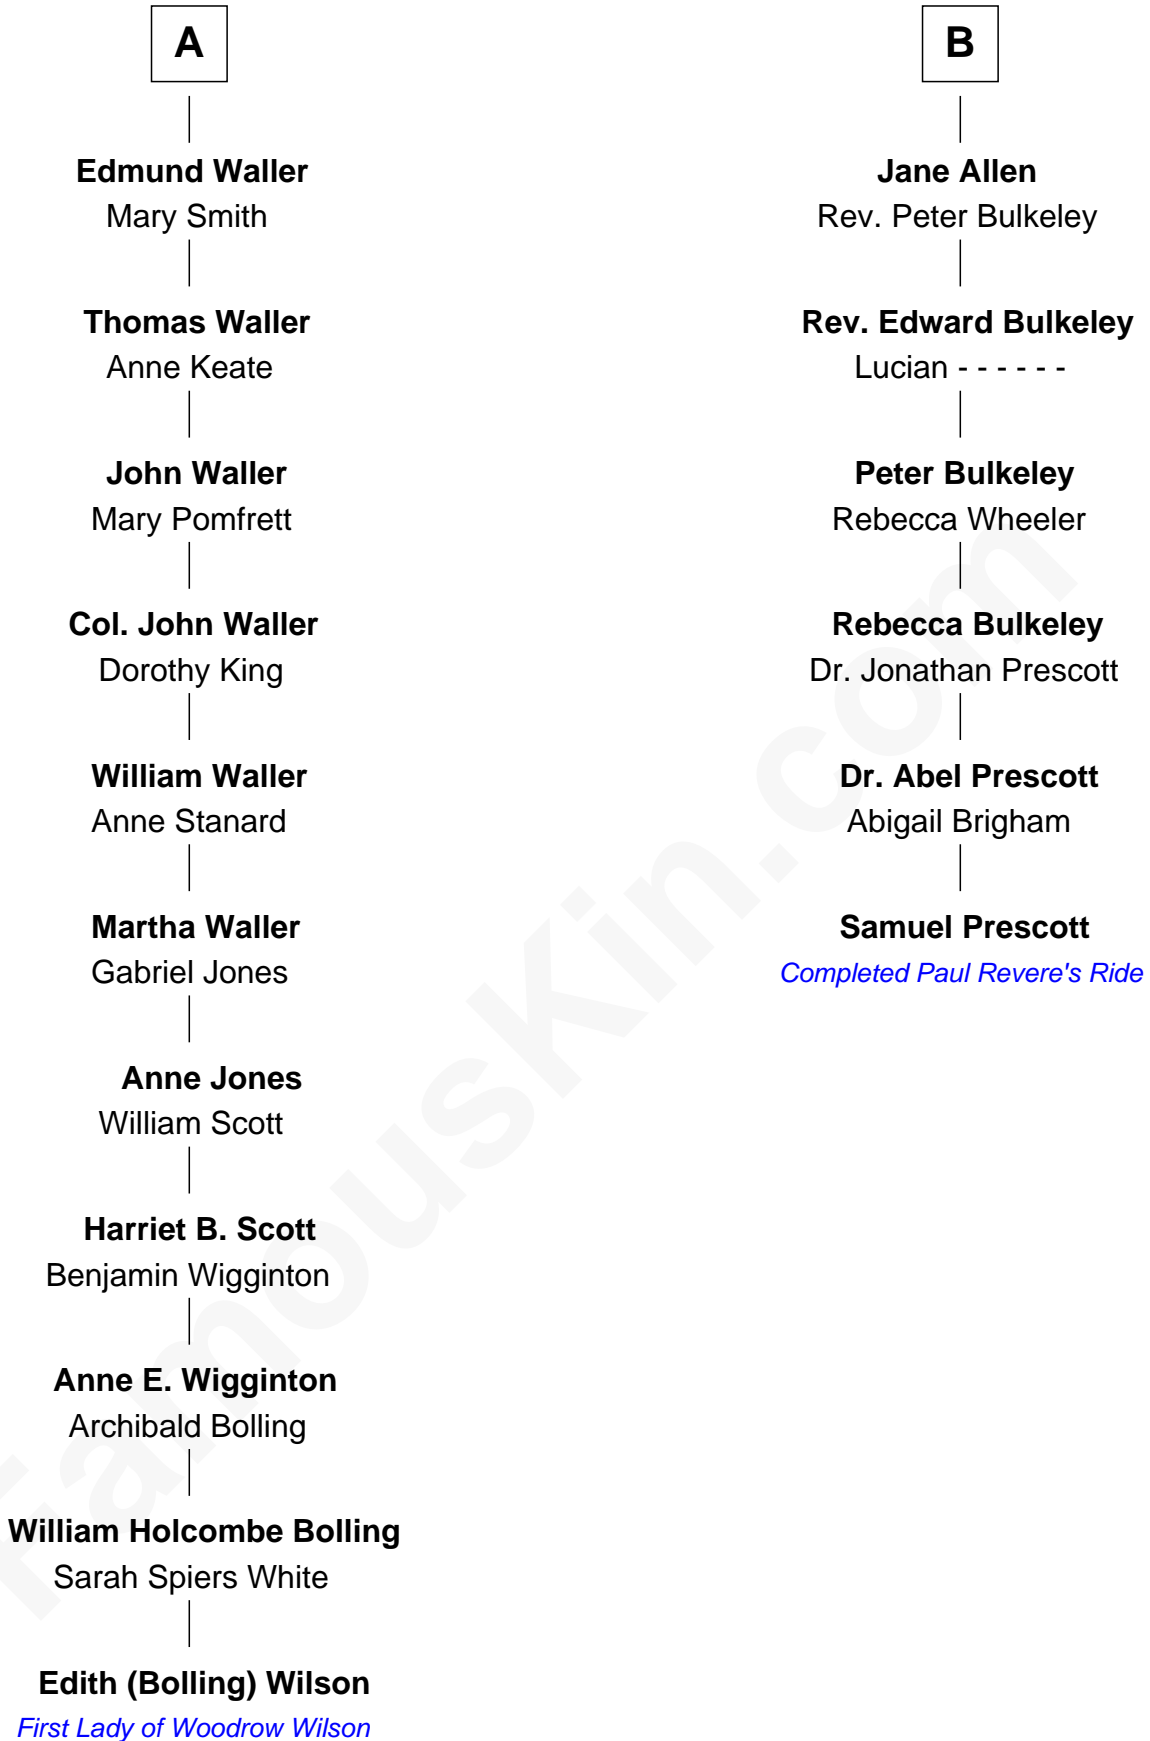 A
Edmund Waller
Mary Smith
Thomas Waller
Anne Keate
John Waller
Mary Pomfrett
Col. John Waller
Dorothy King
William Waller
Anne Stanard
Martha Waller
Gabriel Jones
Anne Jones
William Scott
Harriet B. Scott
Benjamin Wigginton
Anne E. Wigginton
Archibald Bolling
William Holcombe Bolling
Sarah Spiers White
Edith (Bolling) Wilson
First Lady of Woodrow Wilson
B
Jane Allen
Rev. Peter Bulkeley
Rev. Edward Bulkeley
Lucian - - - - - -
Peter Bulkeley
Rebecca Wheeler
Rebecca Bulkeley
Dr. Jonathan Prescott
Dr. Abel Prescott
Abigail Brigham
Samuel Prescott
Completed Paul Revere's Ride
FamousKin.com